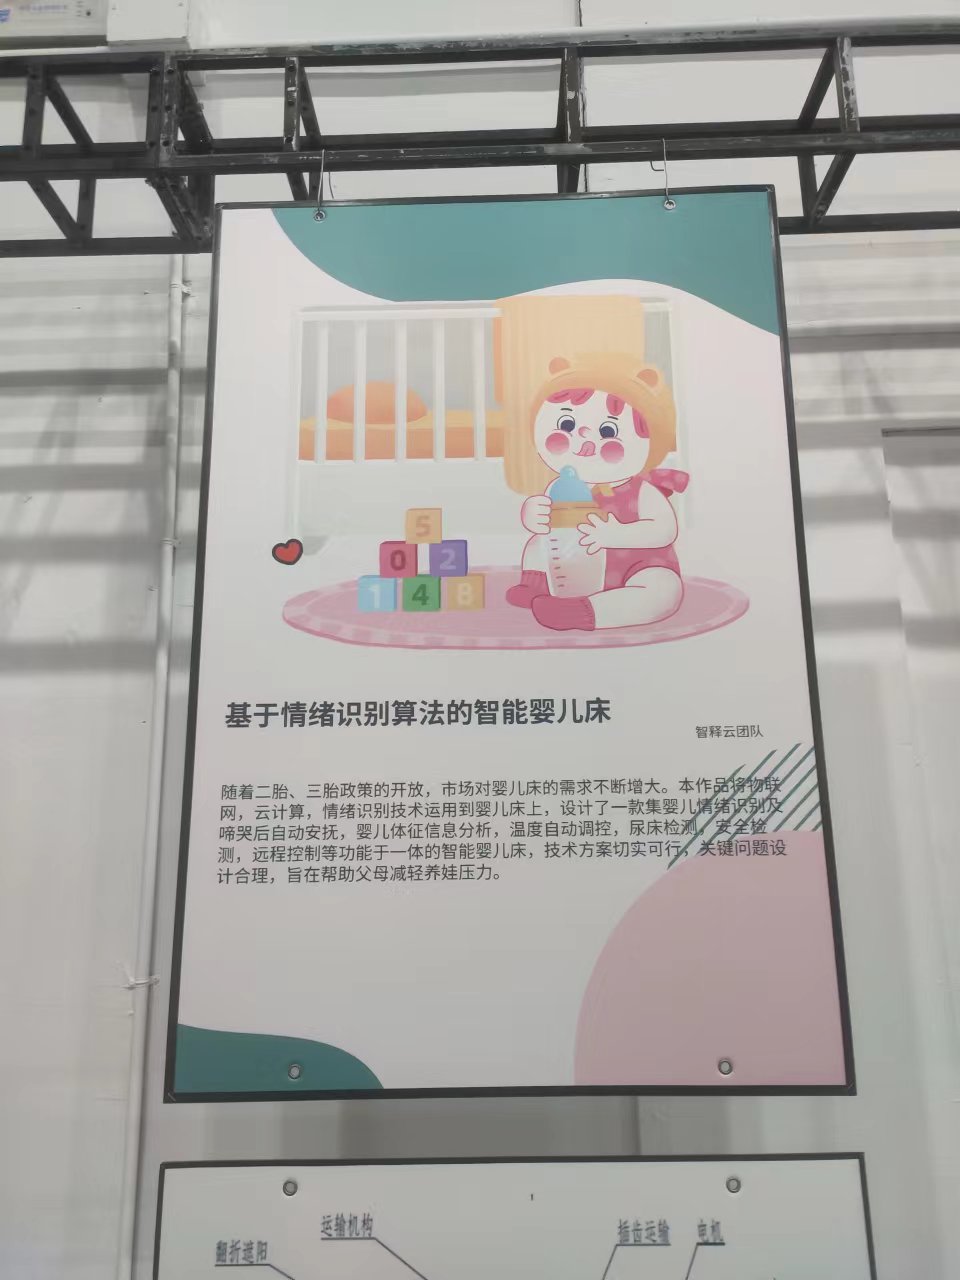 5
0 2
1 4 8
基于情绪识别算法的智能婴儿床
智释云团队
随着二胎、三胎政策的开放，市场对婴儿床的需求不断增大。本作品将物联
网，云计算，情绪识别技术运用到婴儿床上，设计了一款集婴儿情绪识别及
啼哭后自动安抚，婴儿体征信息分析，温度自动调控，尿床检测，安全检
测，远程控制等功能于一体的智能婴儿床，技术方案切实可行，关键问题设
计合理，旨在帮助父母减轻养娃压力。
1
运输机构
插齿运输
电机
翻折遮阳